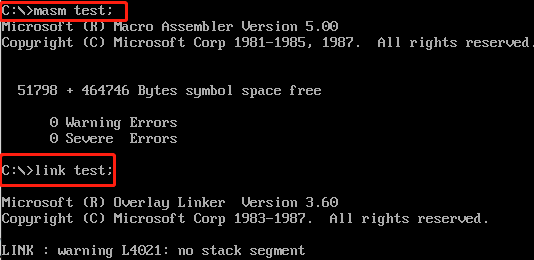 C:\>masm test;
Microsoft (R) Macro Assembler Version 5.00
Copyright (C) Microsoft Corp 1981-1985, 1987.  All rights reserved.
51798 + 464746 Bytes symbol space free
0 Warning Errors
0 Severe  Errors
C:\>link test;
Microsoft (R) Overlay Linker  Version 3.60
Copyright (C) Microsoft Corp 1983-1987.  All rights reserved.
LINK : warning L4021: no stack segment